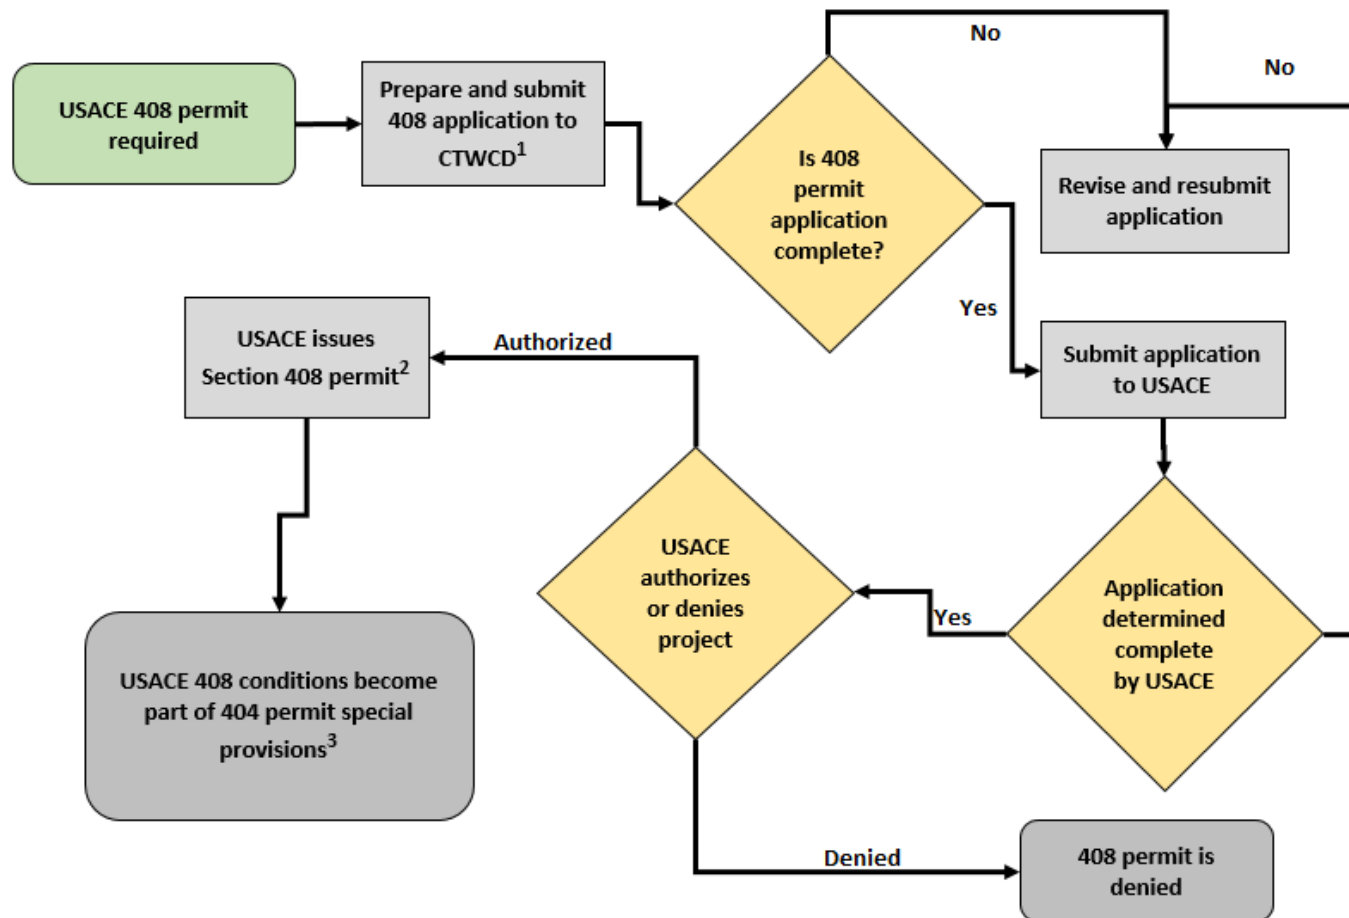 USACE 408 permit
required
Prepare and submit
408 application to
CTWCD1
Is 408
permit
application
complete?
No
No
Revise and resubmit
application
Yes
Submit application
to USACE
Application
determined
complete
by USACE
Yes
USACE
authorizes
or denies
project
Authorized
USACE issues
Section 408 permit2
USACE 408 conditions become
part of 404 permit special
provisions3
Denied
408 permit is
denied